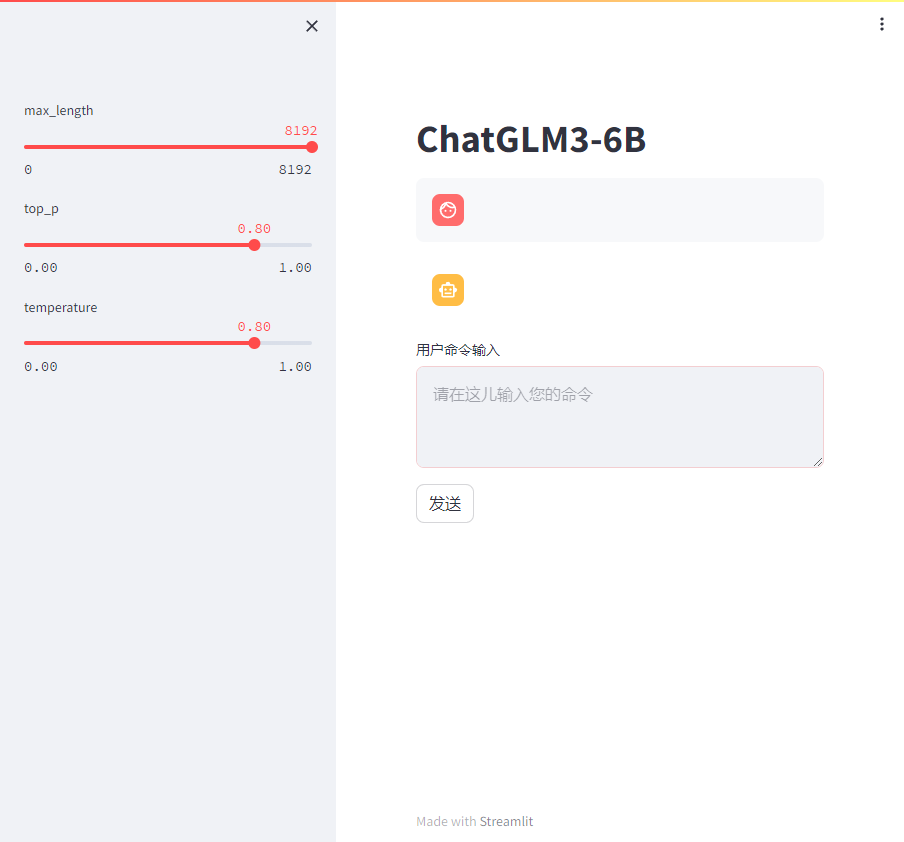 max_length
8192
0 8192
top_p
0.80
0.00 1.00
temperature
0.80
0.00 1.00
ChatGLM3-6B
用户命令输入
请在这儿输入您的命令
发送
Made with Streamlit